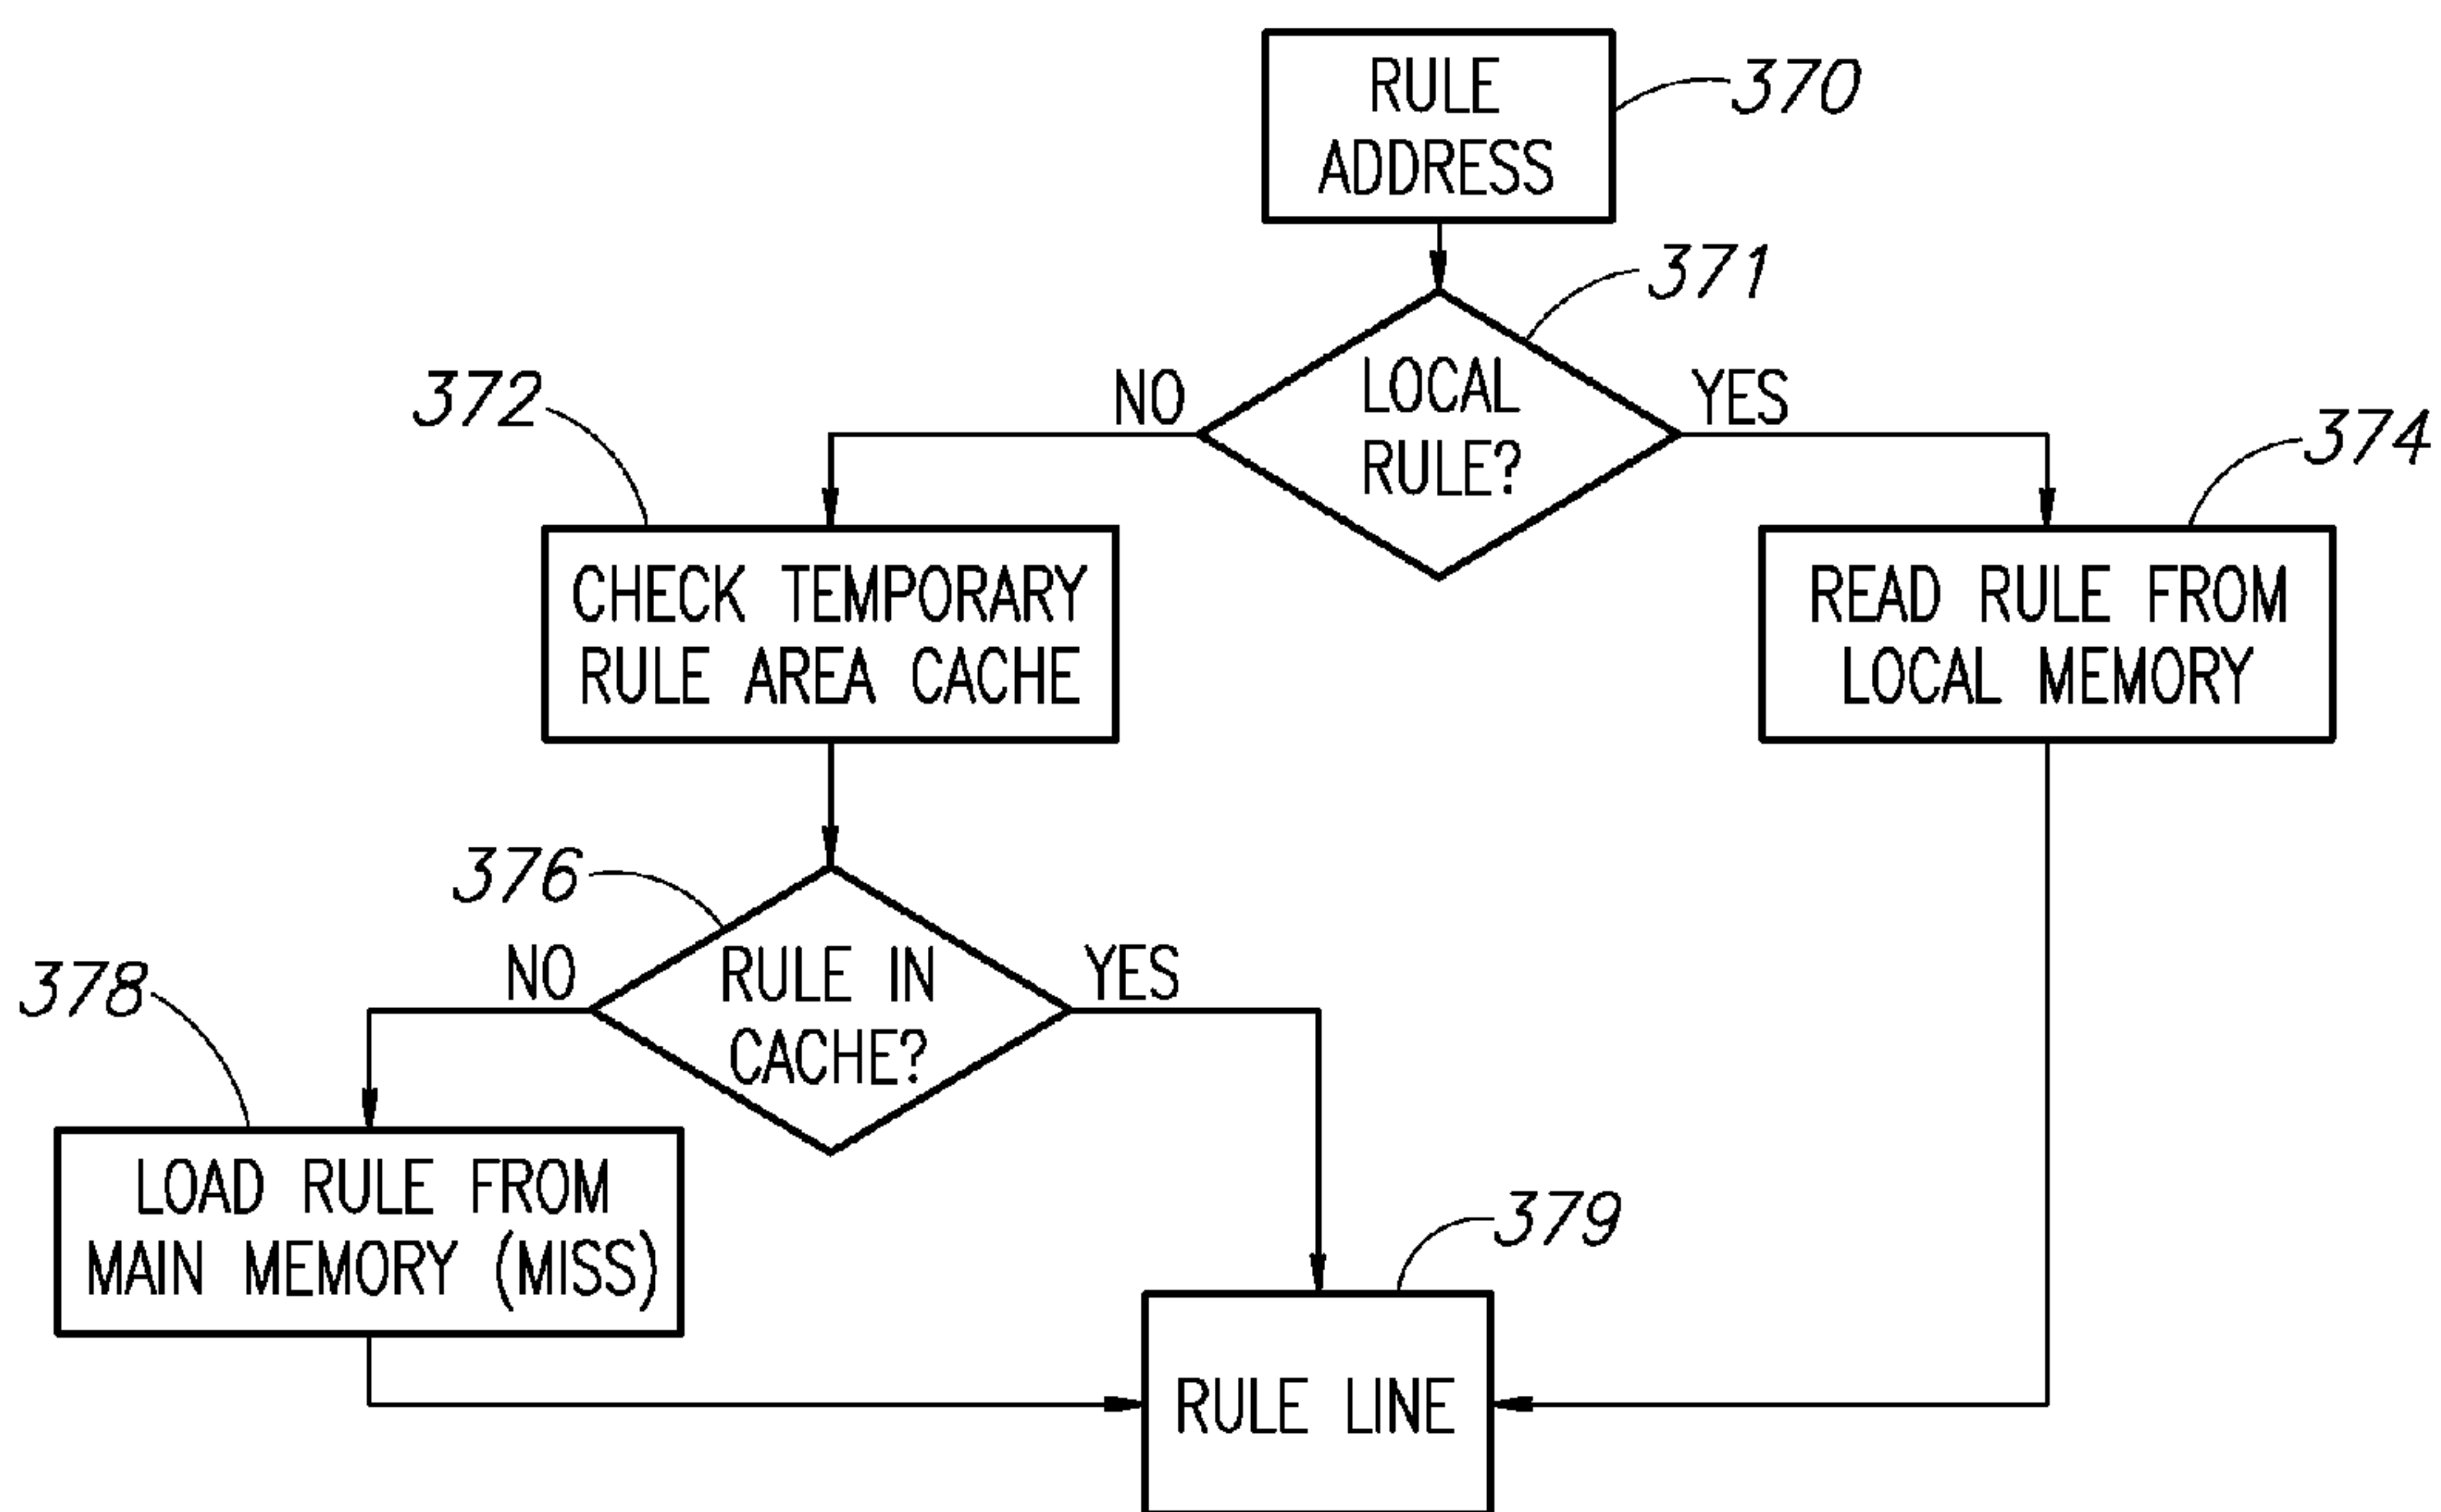 RULE
ADDRESS
370
371
LOCAL
RULE?
NO
YES
372
374
CHECK TEMPORARY
RULE AREA CACHE
READ RULE FROM
LOCAL MEMORY
376
RULE IN
CACHE?
NO
YES
378
LOAD RULE FROM
MAIN MEMORY (MISS)
379
RULE LINE